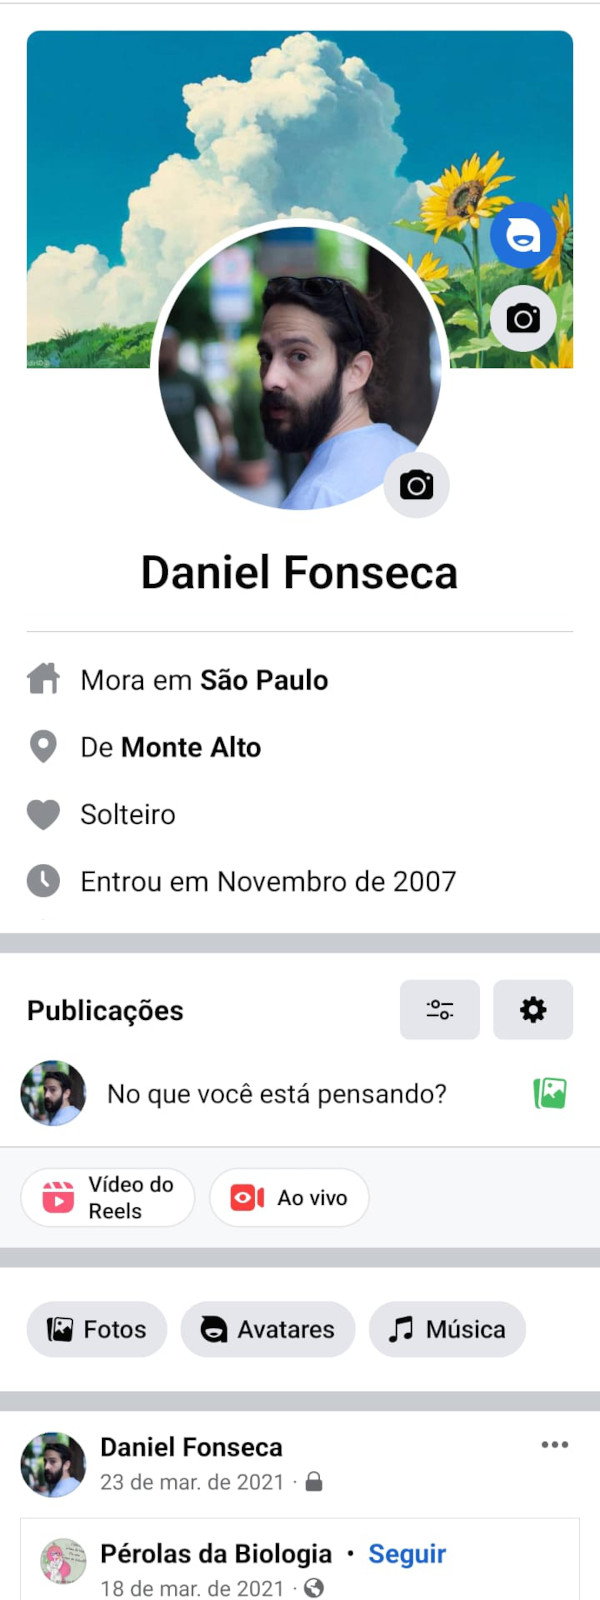 Daniel Fonseca
Mora em São Paulo
De Monte Alto
Solteiro
Entrou em Novembro de 2007
Publicações
No que você está pensando?
Vídeo do
Reels
Ao vivo
Fotos
Avatares
Música
Daniel Fonseca
23 de mar. de 2021 ·
Pérolas da Biologia • Seguir
18 de mar. de 2021 ·